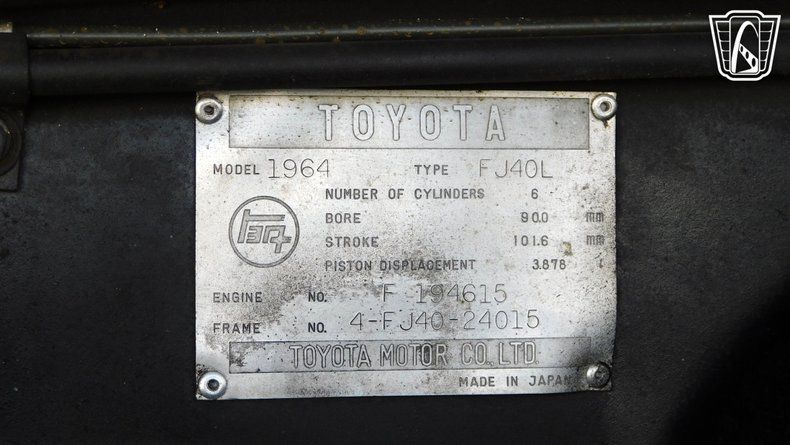 TOYOTA
MODEL 1964 TYPE FJ40L
NUMBER OF CYLINDERS 6
BORE 90.0 mm
STROKE 101.6 mm
PISTON DISPLACEMENT 3.878 l
ENGINE NO. F 194615
FRAME NO. 4-FJ40-24015
TOYOTA MOTOR CO. LTD.
MADE IN JAPAN